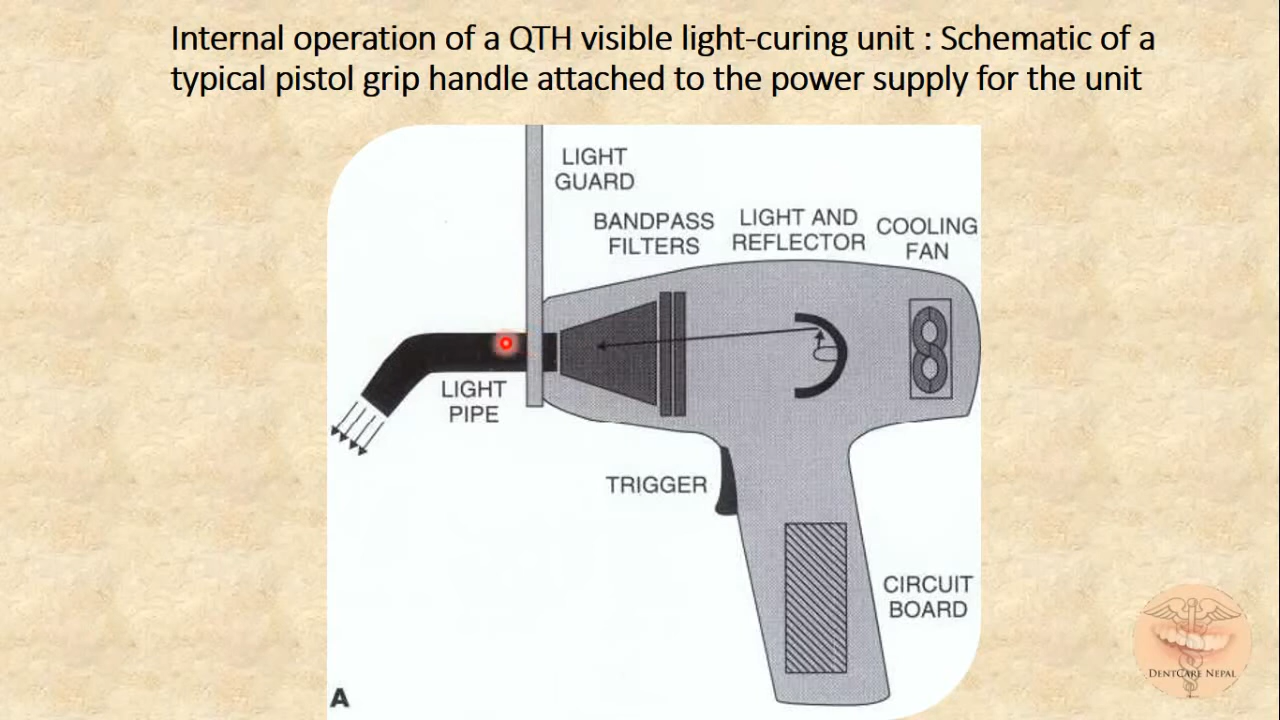 Internal operation of a QTH visible light-curing unit : Schematic of a
typical pistol grip handle attached to the power supply for the unit
LIGHT
GUARD
BANDPASS
FILTERS
LIGHT AND
REFLECTOR
COOLING
FAN
LIGHT
PIPE
TRIGGER
CIRCUIT
BOARD
A
DENTCARE NEPAL